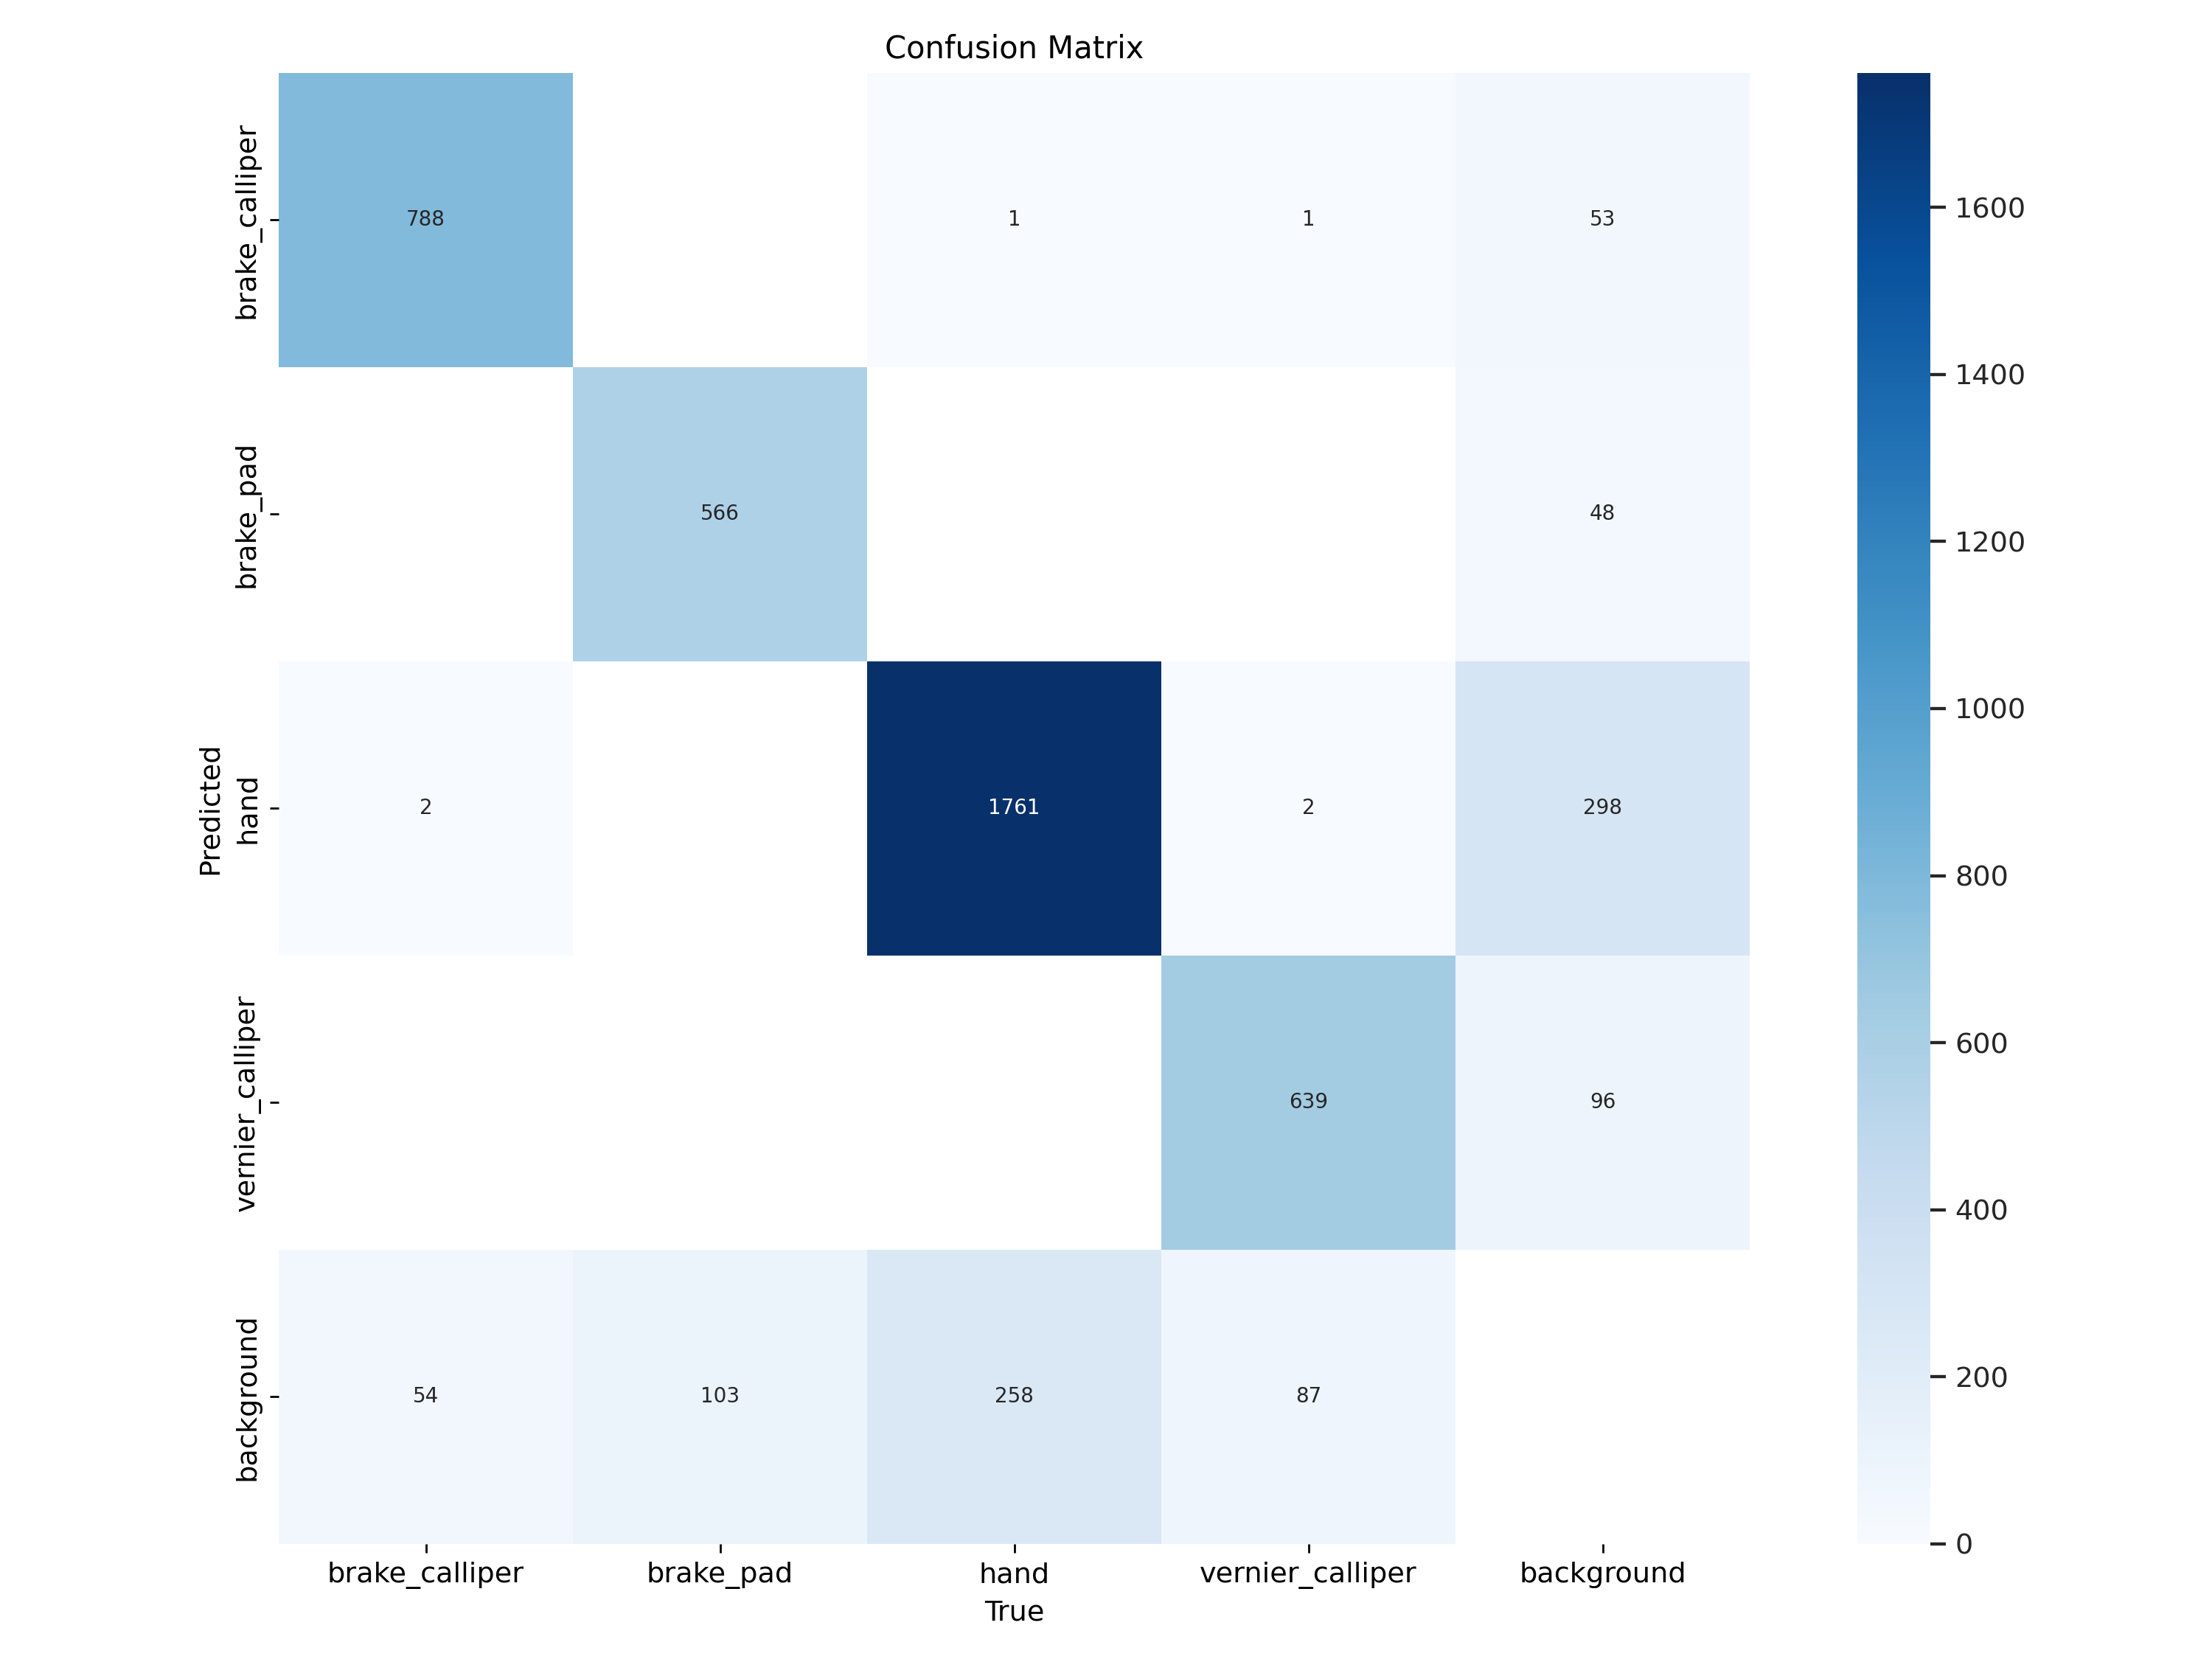 Confusion Matrix
brake_calliper
788
1
1
53
brake_pad
566
48
Predicted
hand
2
1761
2
298
vernier_calliper
639
96
background
54
103
258
87
brake_calliper
brake_pad
hand
vernier_calliper
background
True
1600
1400
1200
1000
800
600
400
200
0